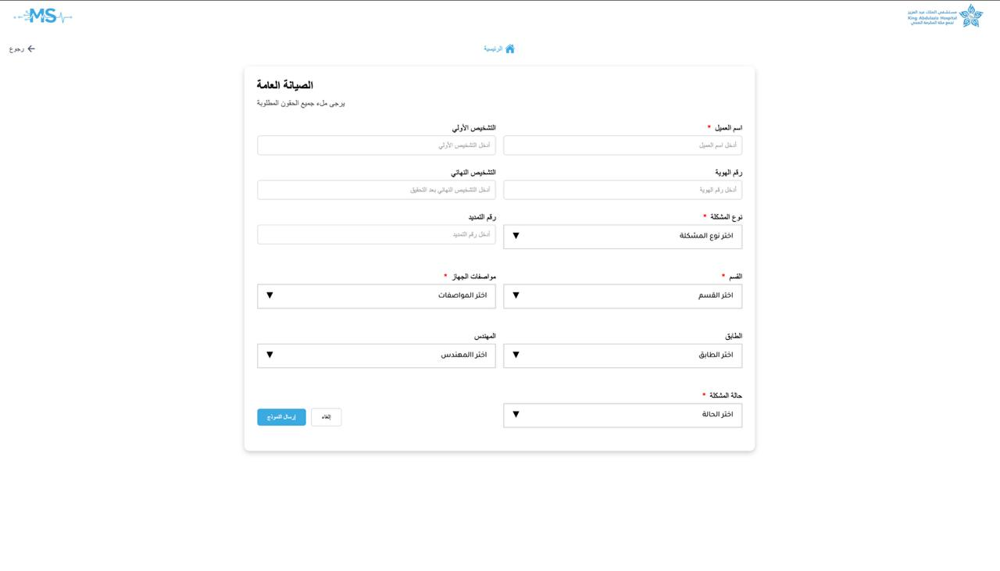 مستشفى الملك عبد العزيز
King Abdulaziz Hospital
تجمع مكة المكرمة الصحي
MS
الرئيسية
رجوع
الصيانة العامة
يرجى ملء جميع الحقون المطلوبة
اسم العميل *
أدخل اسم العميل
التشخيص الأولي
أدخل التشخيص الأولي
رقم الهوية
أدخل رقم الهوية
التشخيص النهائي
أدخل التشخيص النهائي بعد التحقيق
نوع المشكلة *
اختر نوع المشكلة
رقم التمديد
أدخل رقم التمديد
القسم *
اختر القسم
مواصفات الجهاز *
اختر المواصفات
الطابق
اختر الطابق
المهندس
اختر االمهندس
حالة المشكلة *
اختر الحالة
إلغاء
إرسال النموذج